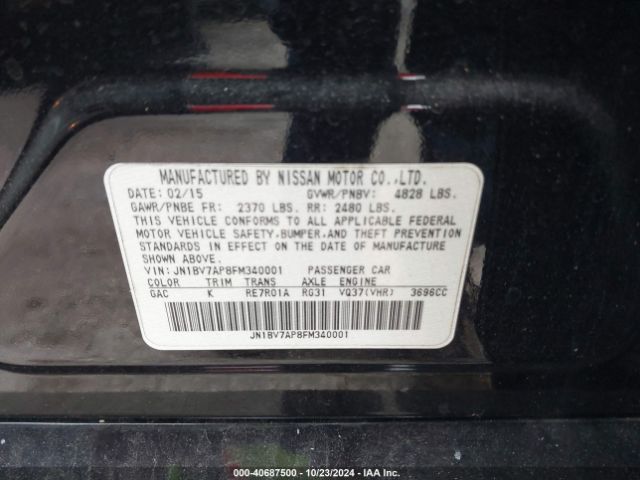 MANUFACTURED BY NISSAN MOTOR CO.,LTD.
DATE: 02/15 GVWR/PNBV: 4828 LBS.
GAWR/PNBE FR: 2370 LBS. RR: 2480 LBS.
THIS VEHICLE CONFORMS TO ALL APPLICABLE FEDERAL
MOTOR VEHICLE SAFETY,BUMPER,AND THEFT PREVENTION
STANDARDS IN EFFECT ON THE DATE OF MANUFACTURE
SHOWN ABOVE.
VIN: JN1BV7AP8FM340001 PASSENGER CAR
COLOR TRIM TRANS AXLE ENGINE
GAC K RE7R01A RG31 VQ37(VHR) 3696CC
JN1BV7AP8FM340001
000-40687500 • 10/23/2024 • IAA Inc.